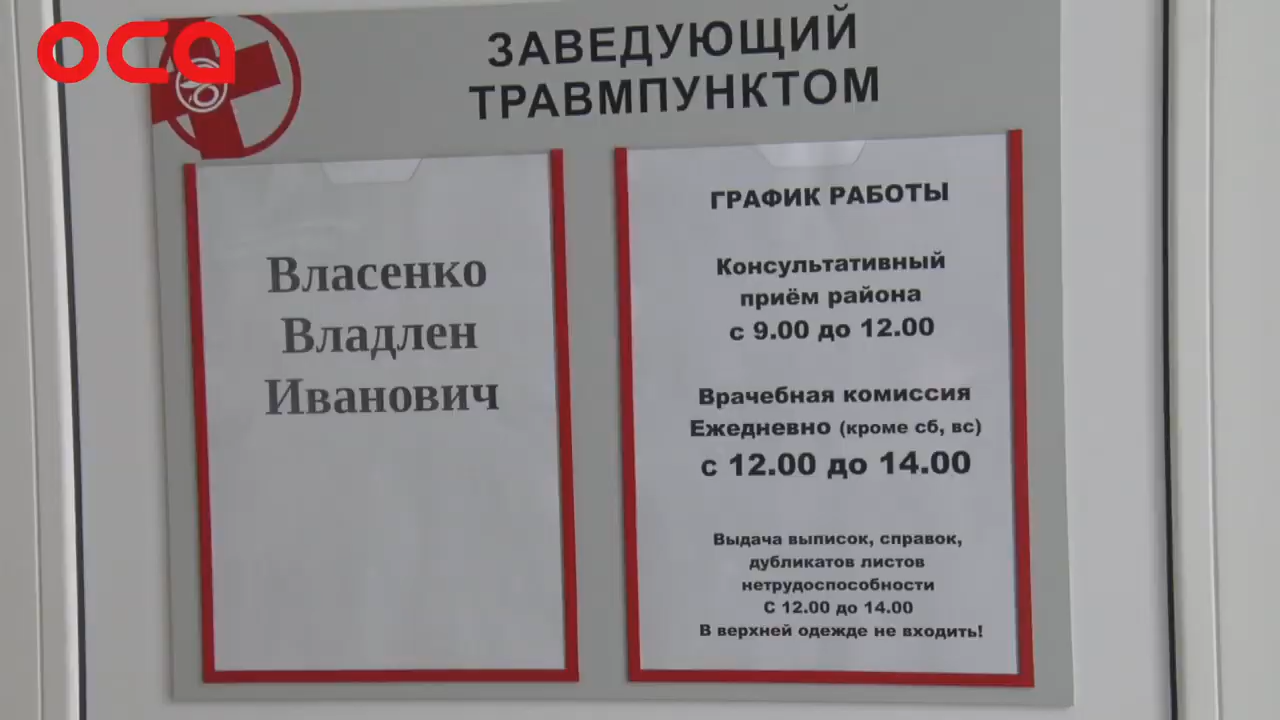 оса
ЗАВЕДУЮЩИЙ
ТРАВМПУНКТОМ
Власенко
Владлен
Иванович
ГРАФИК РАБОТЫ
Консультативный
приём района
с 9.00 до 12.00
Врачебная комиссия
Ежедневно (кроме сб, вс)
с 12.00 до 14.00
Выдача выписок, справок,
дубликатов листов
нетрудоспособности
С 12.00 до 14.00
В верхней одежде не входить!